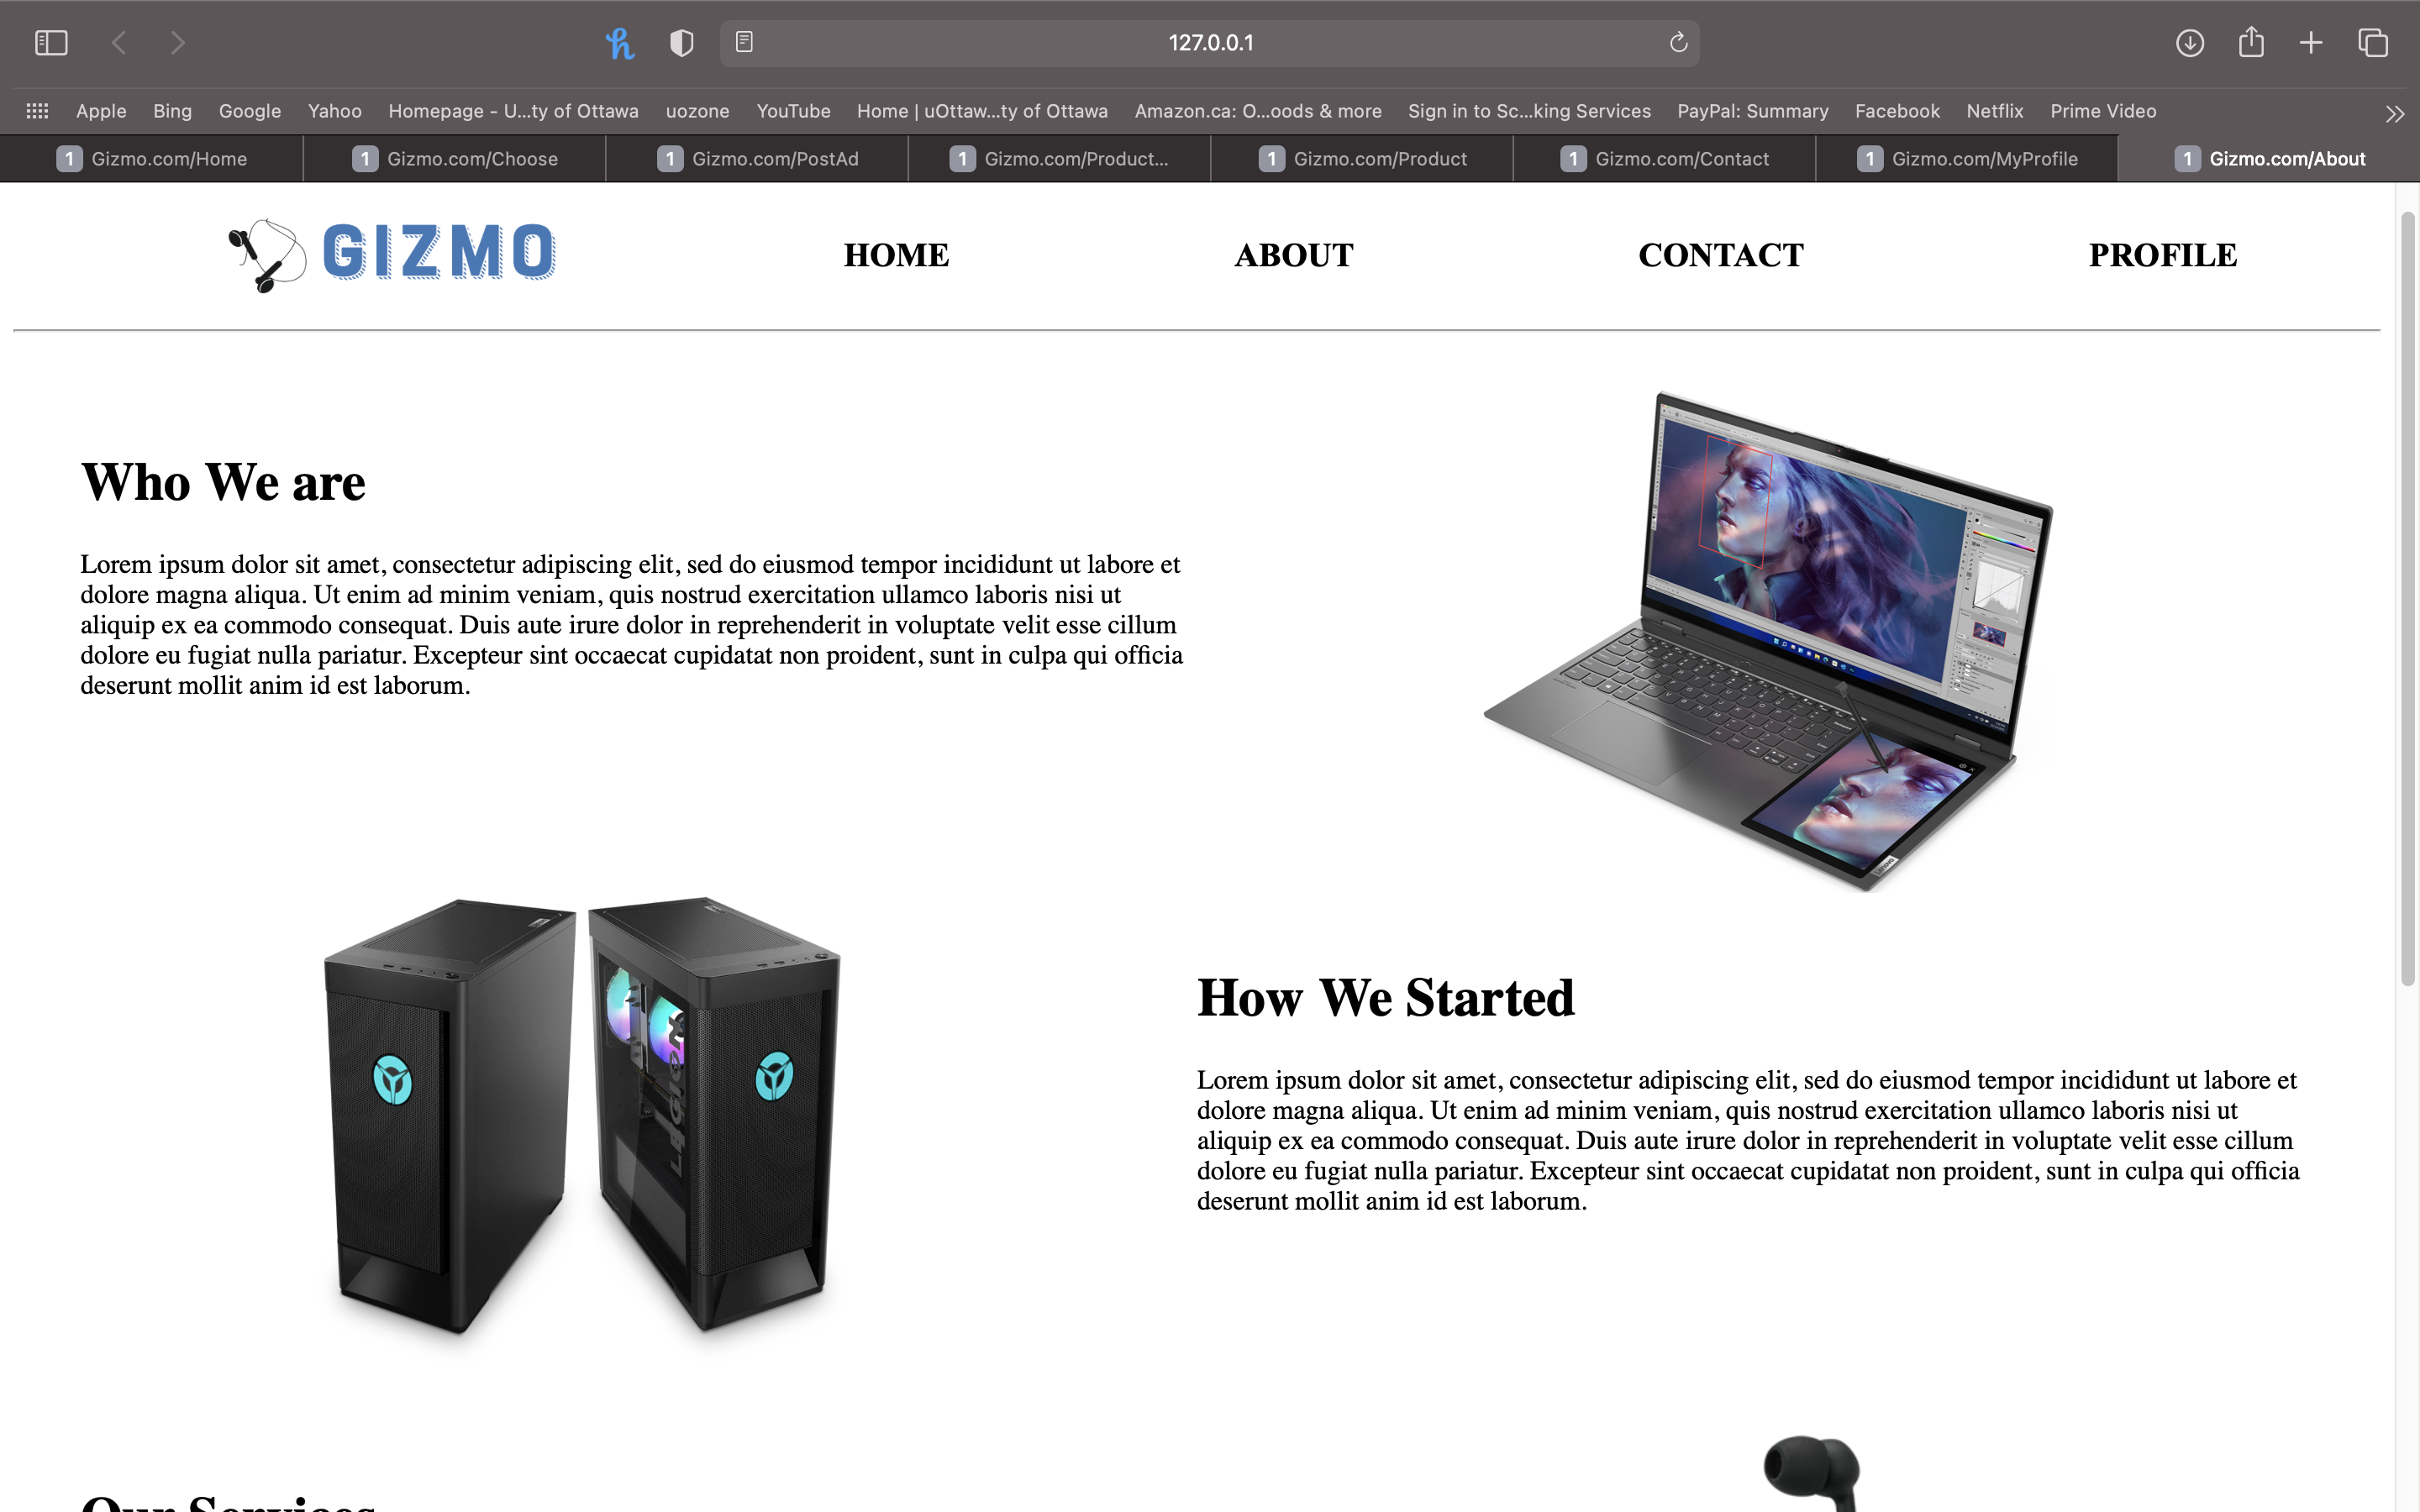 127.0.0.1
Apple Bing Google Yahoo Homepage - U...ty of Ottawa uozone YouTube Home | uOttaw...ty of Ottawa Amazon.ca: O...oods & more Sign in to Sc...king Services PayPal: Summary Facebook Netflix Prime Video
1 Gizmo.com/Home 1 Gizmo.com/Choose 1 Gizmo.com/PostAd 1 Gizmo.com/Product... 1 Gizmo.com/Product 1 Gizmo.com/Contact 1 Gizmo.com/MyProfile 1 Gizmo.com/About
GIZMO HOME ABOUT CONTACT PROFILE
Who We are
Lorem ipsum dolor sit amet, consectetur adipiscing elit, sed do eiusmod tempor incididunt ut labore et
dolore magna aliqua. Ut enim ad minim veniam, quis nostrud exercitation ullamco laboris nisi ut
aliquip ex ea commodo consequat. Duis aute irure dolor in reprehenderit in voluptate velit esse cillum
dolore eu fugiat nulla pariatur. Excepteur sint occaecat cupidatat non proident, sunt in culpa qui officia
deserunt mollit anim id est laborum.
Lenovo
LEGION
How We Started
Lorem ipsum dolor sit amet, consectetur adipiscing elit, sed do eiusmod tempor incididunt ut labore et
dolore magna aliqua. Ut enim ad minim veniam, quis nostrud exercitation ullamco laboris nisi ut
aliquip ex ea commodo consequat. Duis aute irure dolor in reprehenderit in voluptate velit esse cillum
dolore eu fugiat nulla pariatur. Excepteur sint occaecat cupidatat non proident, sunt in culpa qui officia
deserunt mollit anim id est laborum.
Our Services